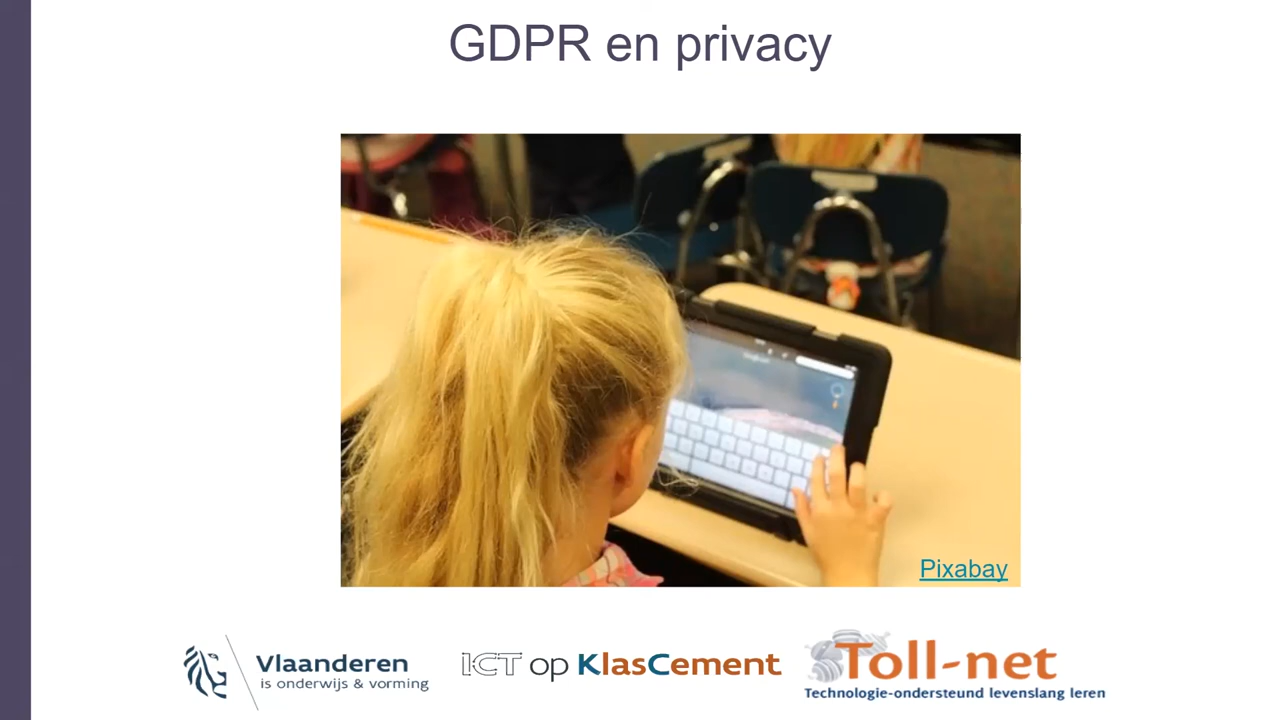 GDPR en privacy
Pixabay
Vlaanderen
is onderwijs & vorming
ICT op KlasCement
Toll-net
Technologie-ondersteund levenslang leren